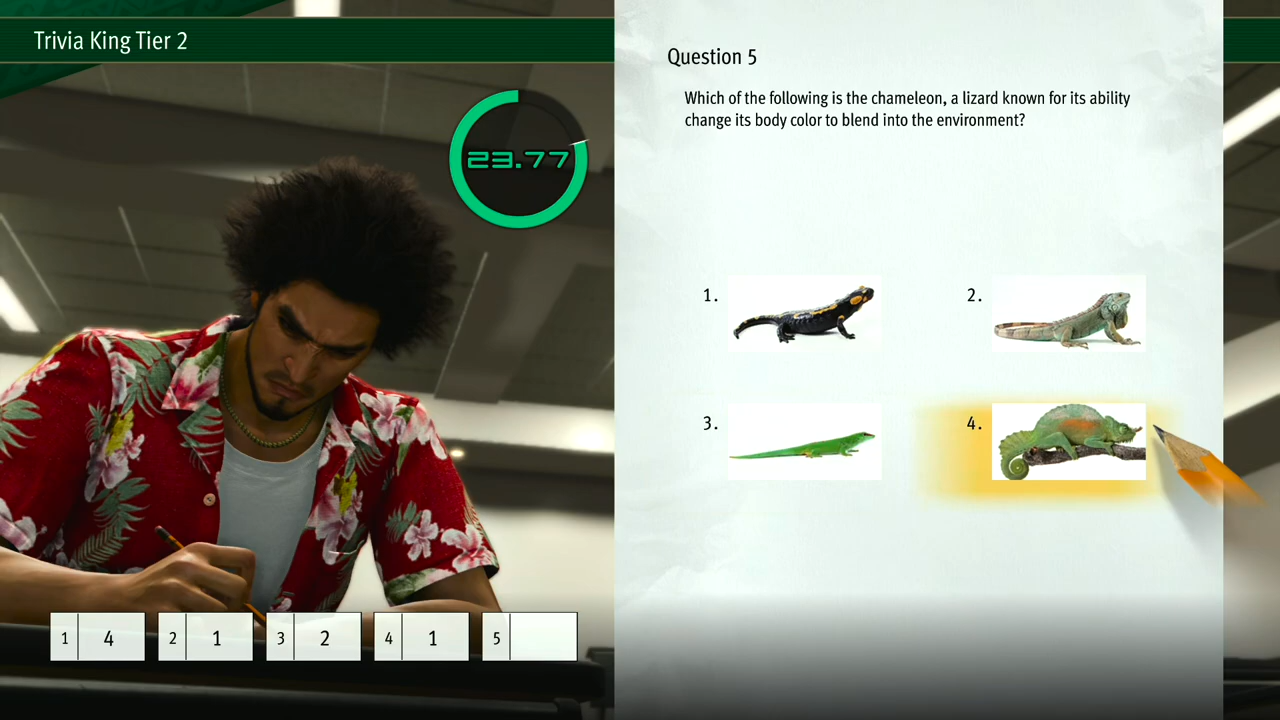 Trivia King Tier 2
23.77
Question 5
Which of the following is the chameleon, a lizard known for its ability
change its body color to blend into the environment?
1.
2.
3.
4.
1 4 2 1 3 2 4 1 5